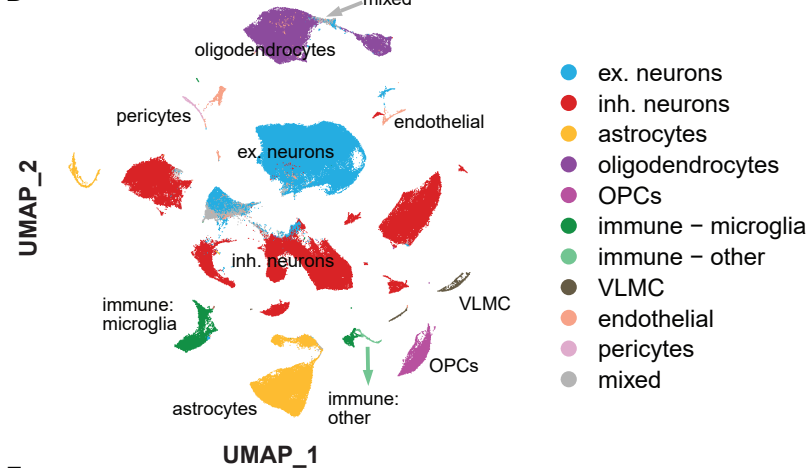 mixed
oligodendrocytes
pericytes
endothelial
ex. neurons
inh. neurons
immune:
microglia
VLMC
OPCs
astrocytes
immune:
other
UMAP_2
UMAP_1
ex. neurons
inh. neurons
astrocytes
oligodendrocytes
OPCs
immune − microglia
immune − other
VLMC
endothelial
pericytes
mixed